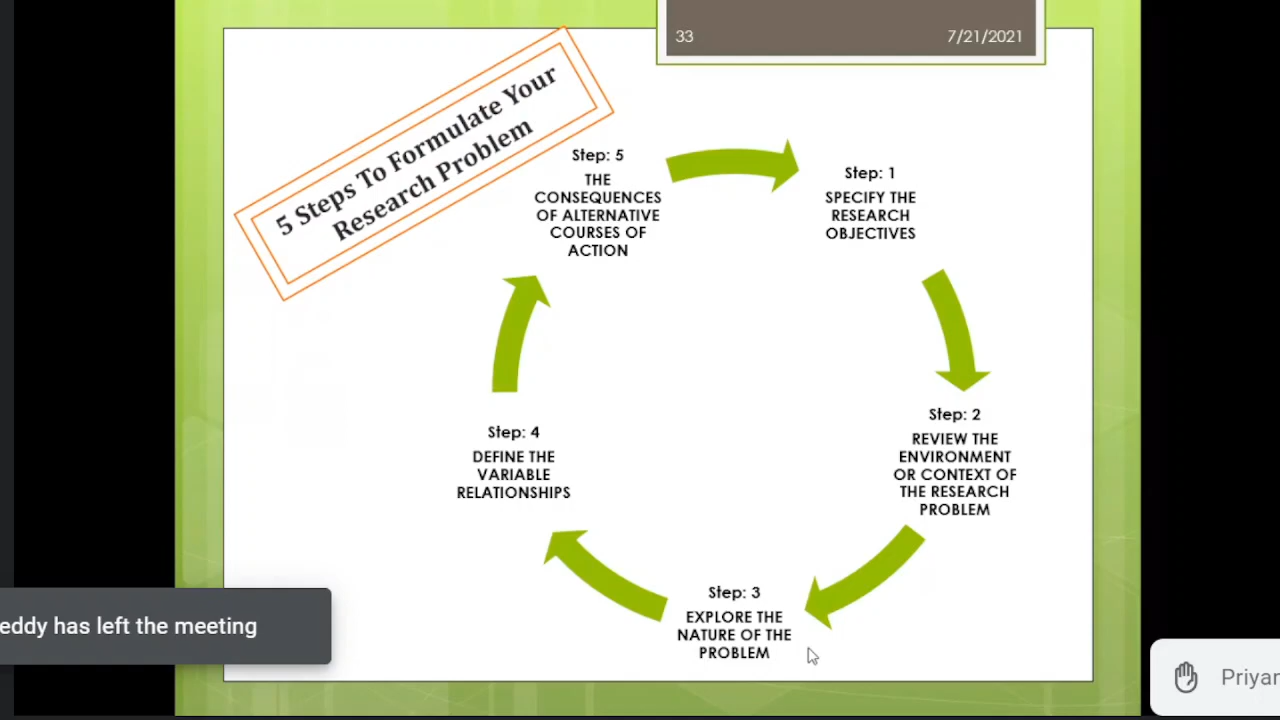 33
7/21/2021
5 Steps To Formulate Your
Research Problem
Step: 1
SPECIFY THE
RESEARCH
OBJECTIVES
Step: 2
REVIEW THE
ENVIRONMENT
OR CONTEXT OF
THE RESEARCH
PROBLEM
Step: 3
EXPLORE THE
NATURE OF THE
PROBLEM
Step: 4
DEFINE THE
VARIABLE
RELATIONSHIPS
Step: 5
THE
CONSEQUENCES
OF ALTERNATIVE
COURSES OF
ACTION
eddy has left the meeting
Priyar